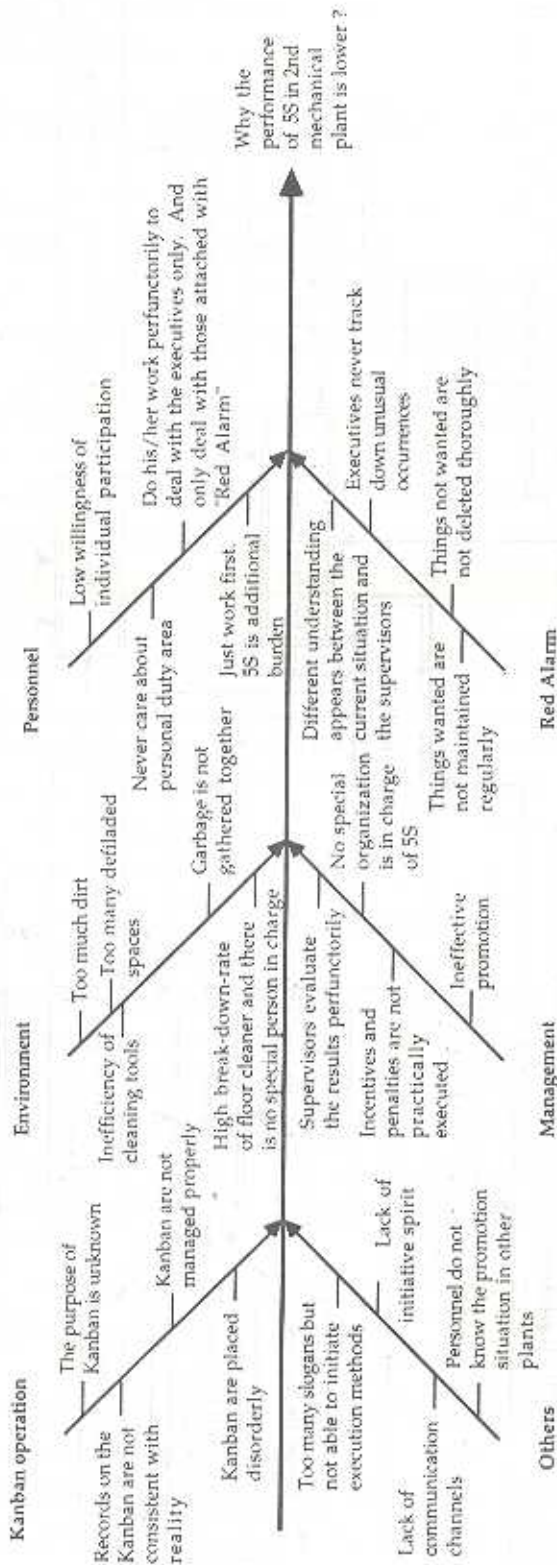 Kanban operation
The purpose of
Kanban is unknown
Records on the
Kanban are not
consistent with
reality
Kanban are not
managed properly
Kanban are placed
disorderly
Environment
Too much dirt
Too many defiladed
spaces
Inefficiency of
cleaning tools
Garbage is not
gathered together
High break-down-rate
of floor cleaner and there
is no special person in charge
Personnel
Low willingness of
individual participation
Never care about
personal duty area
Do his/her work perfunctorily to
deal with the executives only. And
only deal with those attached with
"Red Alarm"
Just work first.
5S is additional
burden
Why the
performance
of 5S in 2nd
mechanical
plant is lower ?
Too many slogans but
not able to initiate
execution methods
Lack of
initiative spirit
Lack of
communication
channels
Personnel do not
know the promotion
situation in other
plants
Others
Supervisors evaluate
the results perfunctorily
No special
organization
is in charge
of 5S
Incentives and
penalties are not
practically
executed
Ineffective
promotion
Management
Different understanding
appears between the
current situation and
the supervisors
Executives never track
down unusual
occurrences
Things wanted are
not maintained
regularly
Things not wanted are
not deleted thoroughly
Red Alarm